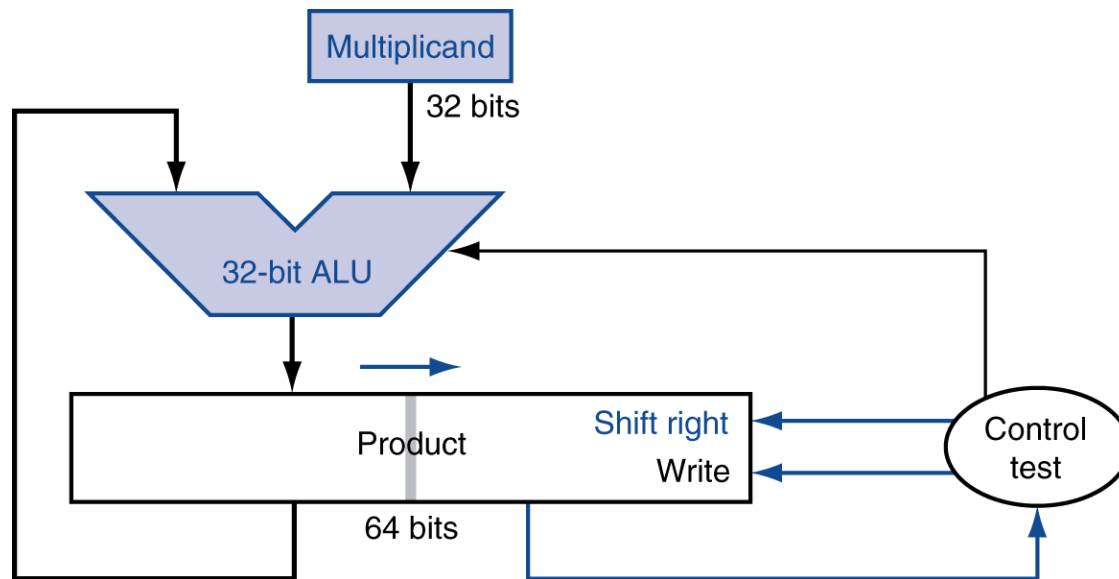 Multiplicand
32 bits
32-bit ALU
Shift right
Product
Write
64 bits
Control
test